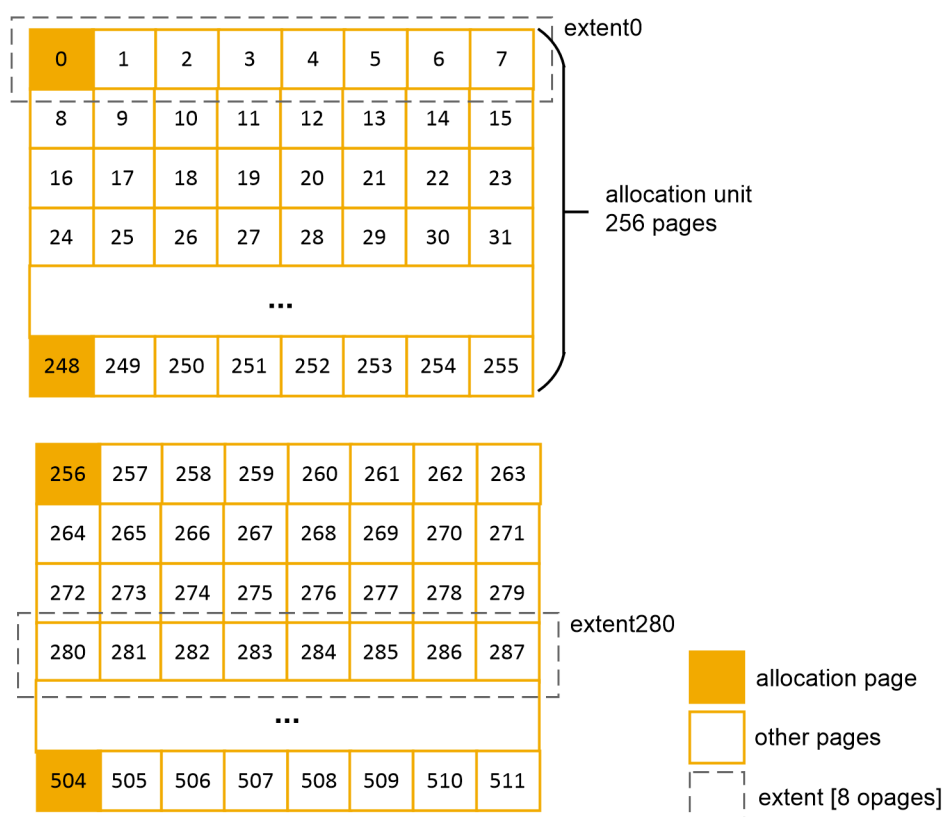 extent0
0 1 2 3 4 5 6 7
8 9 10 11 12 13 14 15
16 17 18 19 20 21 22 23
allocation unit
256 pages
24 25 26 27 28 29 30 31
...
248 249 250 251 252 253 254 255
256 257 258 259 260 261 262 263
264 265 266 267 268 269 270 271
272 273 274 275 276 277 278 279
extent280
280 281 282 283 284 285 286 287
...
504 505 506 507 508 509 510 511
allocation page
other pages
extent [8 opages]